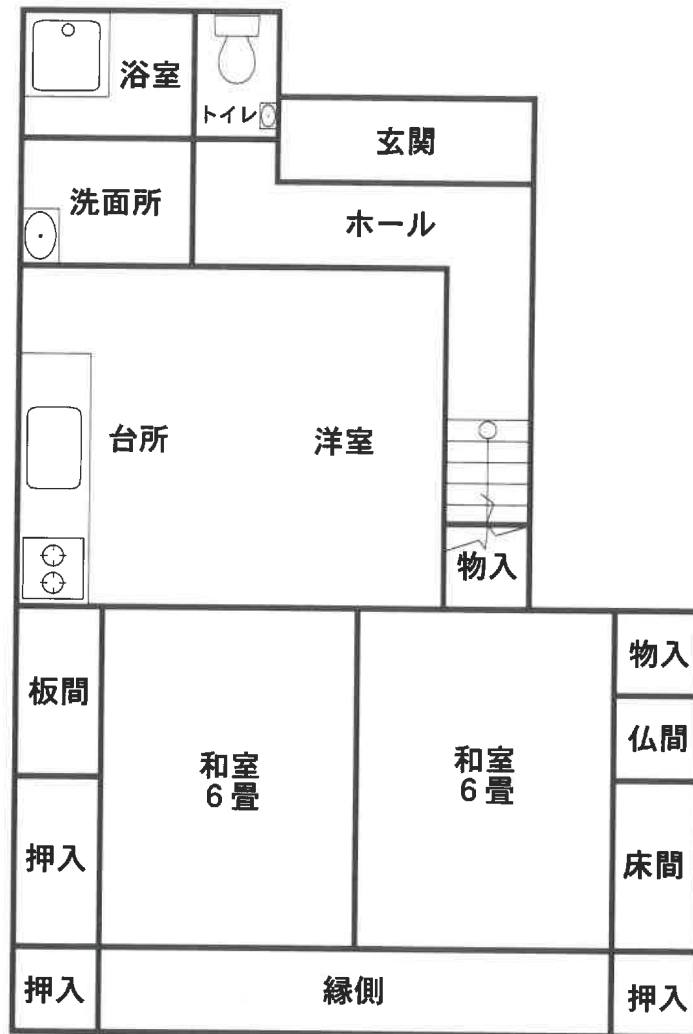 浴室
トイレ
玄関
洗面所
ホール
台所
洋室
物入
板間
和室
6畳
和室
6畳
物入
仏間
押入
床間
押入
縁側
押入